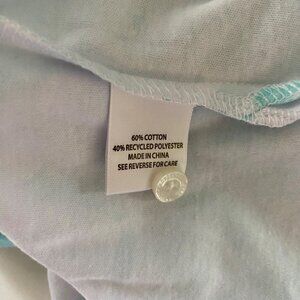 60% COTTON
40% RECYCLED POLYESTER
MADE IN CHINA
SEE REVERSE FOR CARE